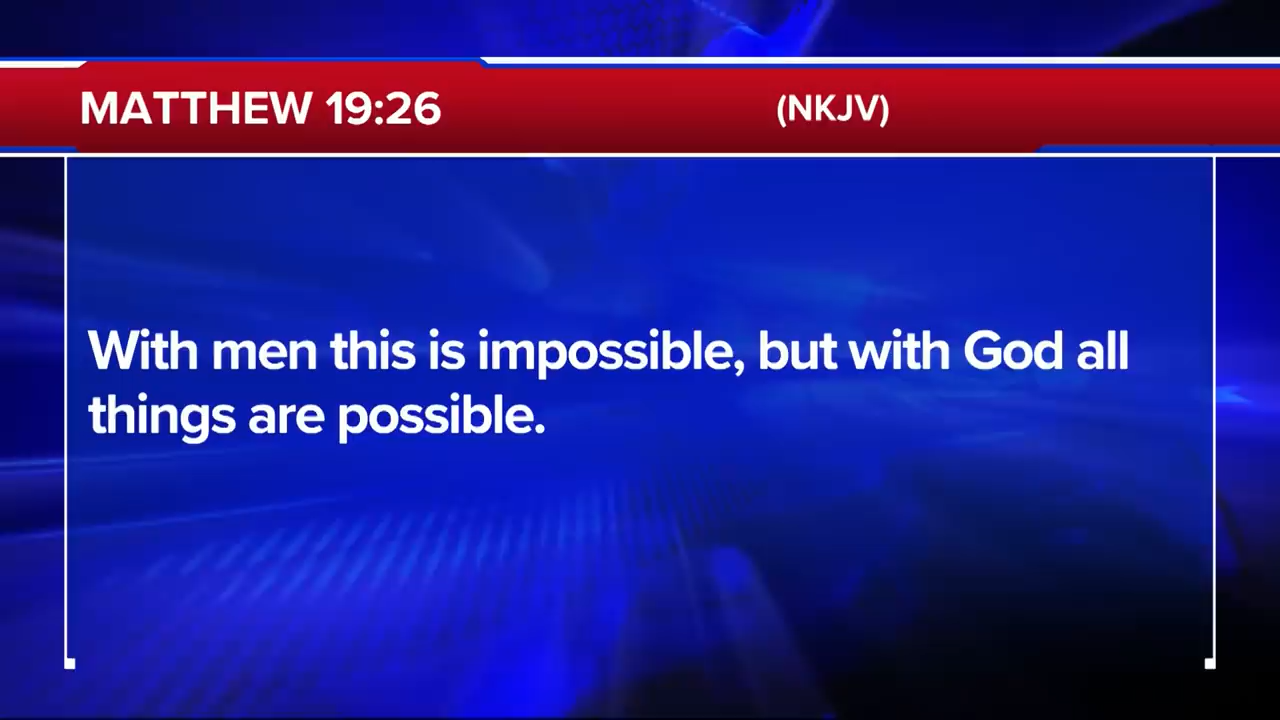 MATTHEW 19:26 (NKJV)
With men this is impossible, but with God all
things are possible.